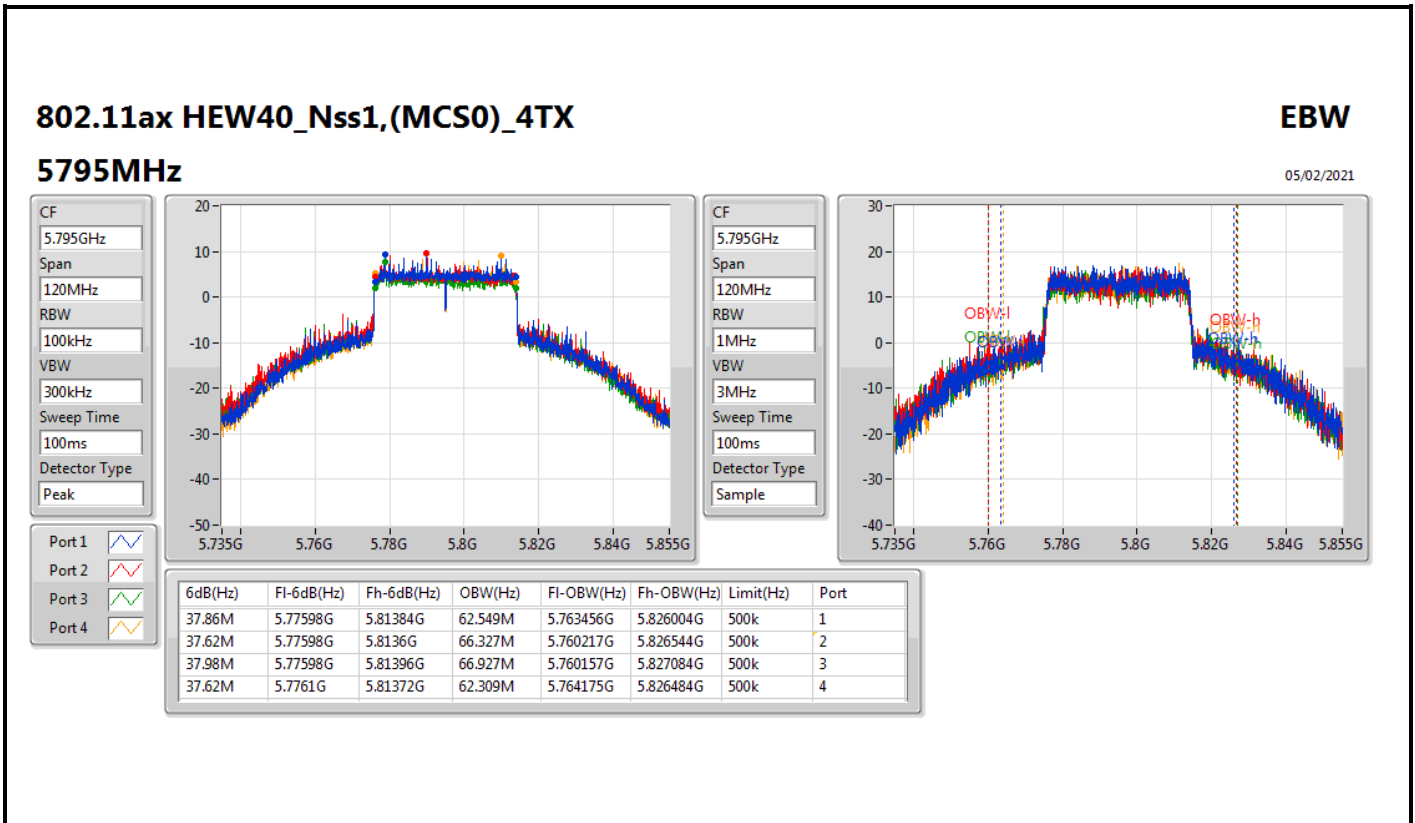 802.11ax HEW40_Nss1,(MCS0)_4TX
EBW
5795MHz
05/02/2021
CF
5.795GHz
Span
120MHz
RBW
100kHz
VBW
300kHz
Sweep Time
100ms
Detector Type
Peak
20
10
0
-10
-20
-30
-40
-50
5.735G 5.76G 5.78G 5.8G 5.82G 5.84G 5.855G
CF
5.795GHz
Span
120MHz
RBW
1MHz
VBW
3MHz
Sweep Time
100ms
Detector Type
Sample
30
20
10
0
-10
-20
-30
-40
OBW-l
OBW-h
5.735G 5.76G 5.78G 5.8G 5.82G 5.84G 5.855G
Port 1
Port 2
Port 3
Port 4
6dB(Hz) Fl-6dB(Hz) Fh-6dB(Hz) OBW(Hz) Fl-OBW(Hz) Fh-OBW(Hz) Limit(Hz) Port
37.86M 5.77598G 5.81384G 62.549M 5.763456G 5.826004G 500k 1
37.62M 5.77598G 5.8136G 66.327M 5.760217G 5.826544G 500k 2
37.98M 5.77598G 5.81396G 66.927M 5.760157G 5.827084G 500k 3
37.62M 5.7761G 5.81372G 62.309M 5.764175G 5.826484G 500k 4